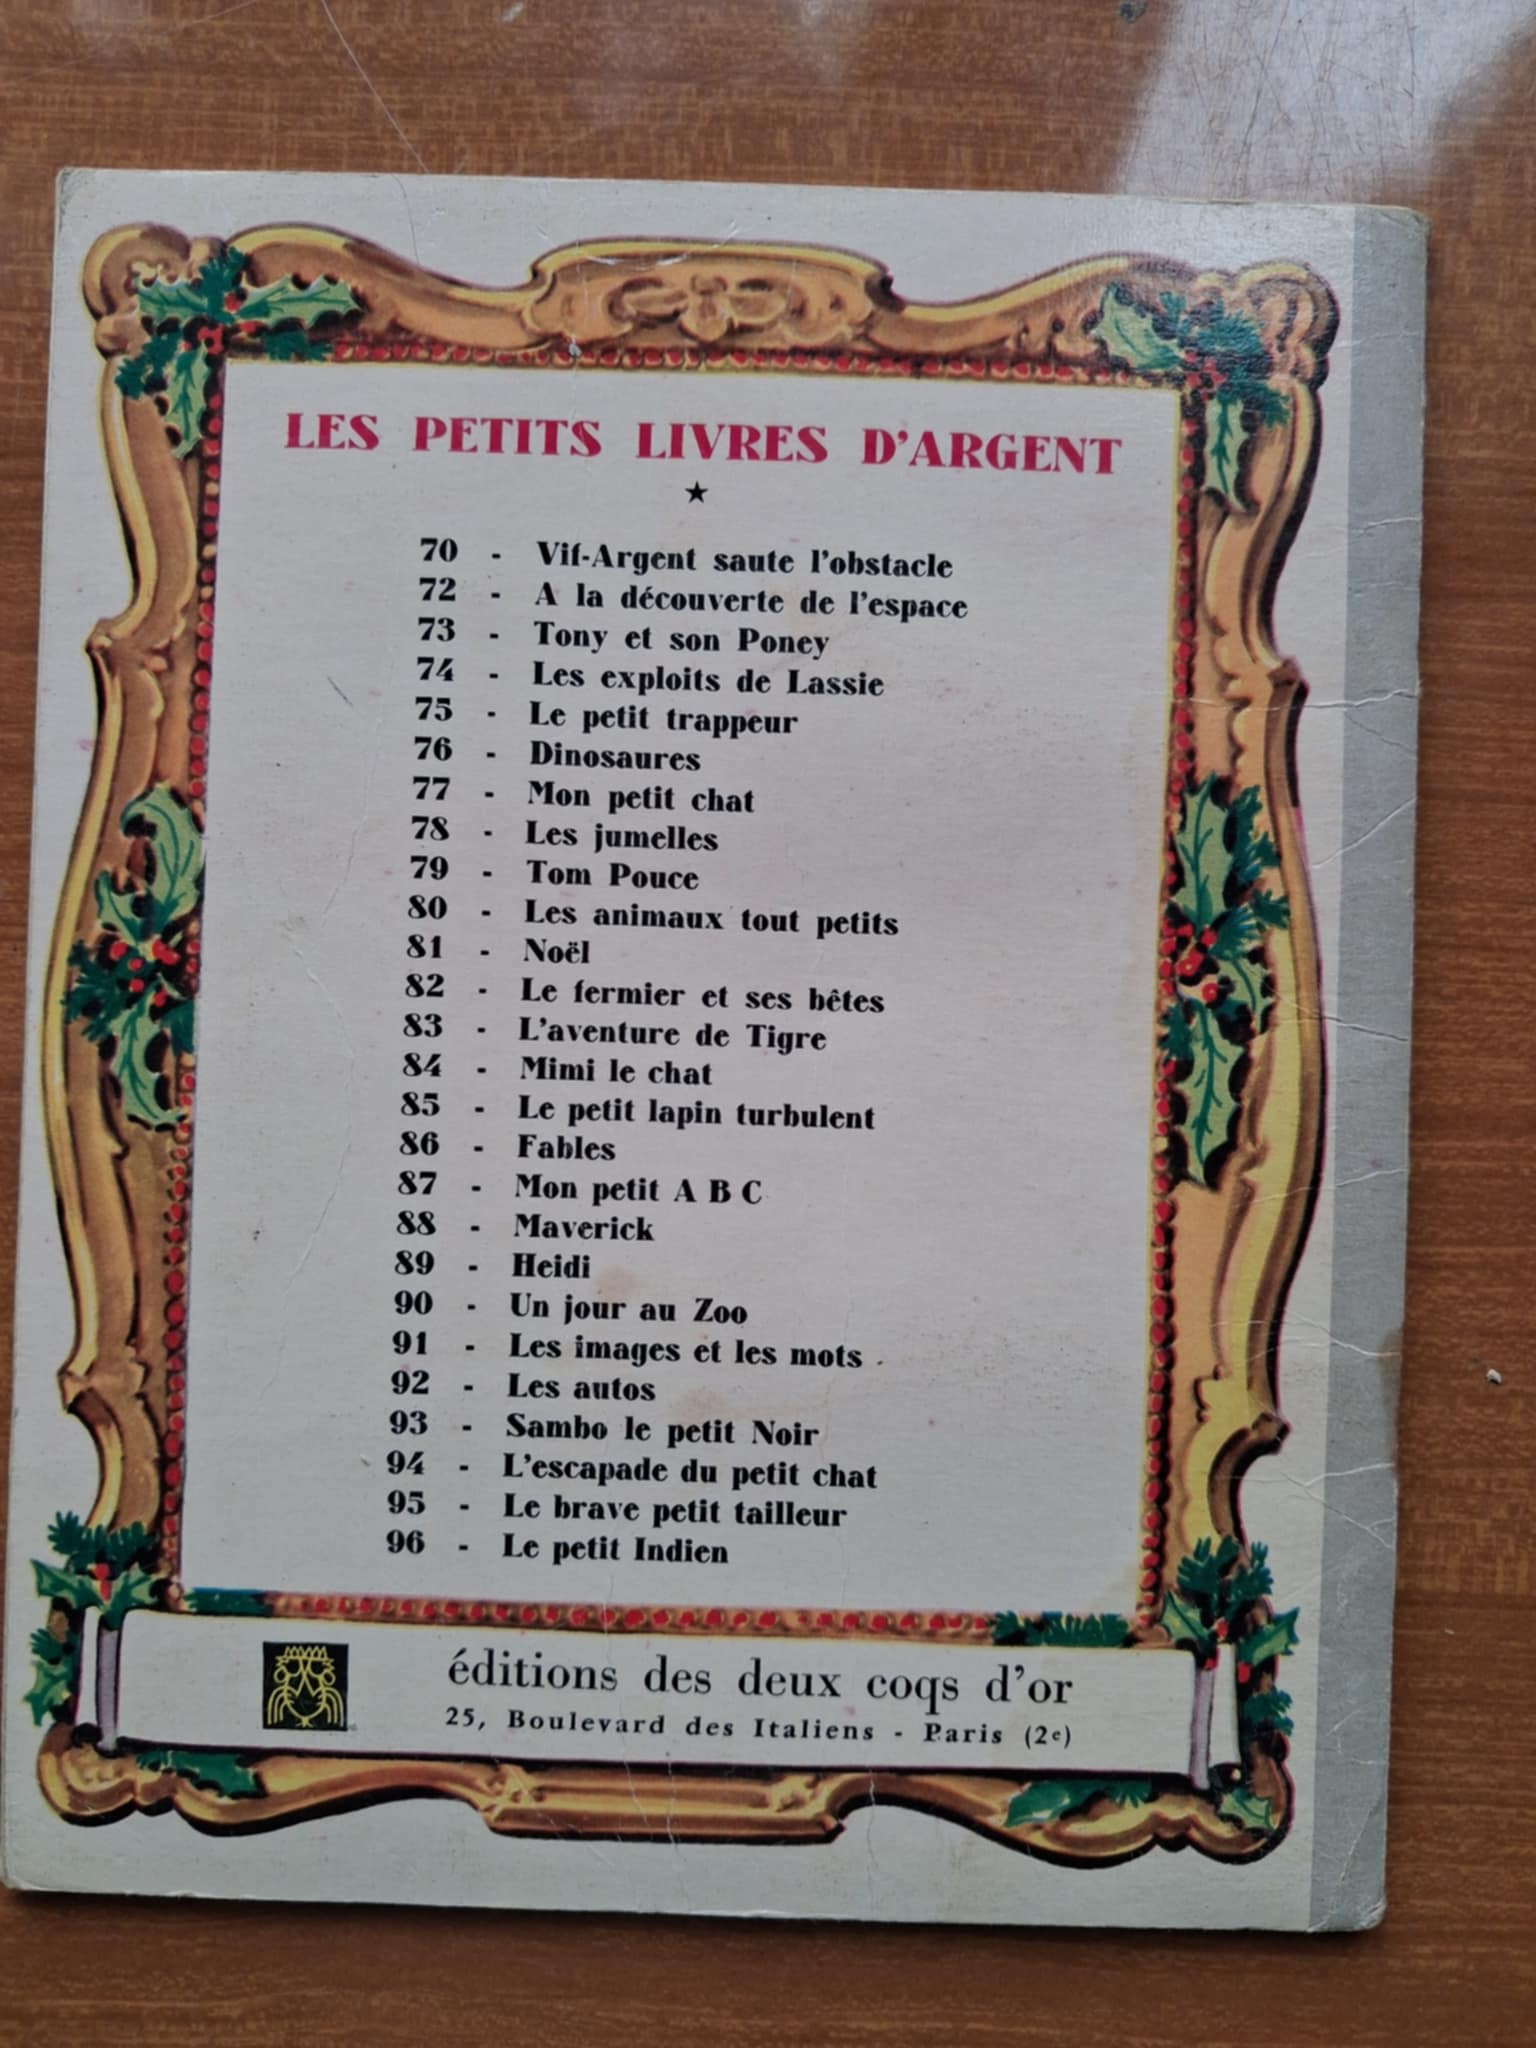 LES PETITS LIVRES D'ARGENT
★
70 - Vif-Argent saute l'obstacle
72 - A la découverte de l'espace
73 - Tony et son Poney
74 - Les exploits de Lassie
75 - Le petit trappeur
76 - Dinosaures
77 - Mon petit chat
78 - Les jumelles
79 - Tom Pouce
80 - Les animaux tout petits
81 - Noël
82 - Le fermier et ses bêtes
83 - L'aventure de Tigre
84 - Mimi le chat
85 - Le petit lapin turbulent
86 - Fables
87 - Mon petit A B C
88 - Maverick
89 - Heidi
90 - Un jour au Zoo
91 - Les images et les mots
92 - Les autos
93 - Sambo le petit Noir
94 - L'escapade du petit chat
95 - Le brave petit tailleur
96 - Le petit Indien
éditions des deux coqs d'or
25, Boulevard des Italiens - Paris (2e)